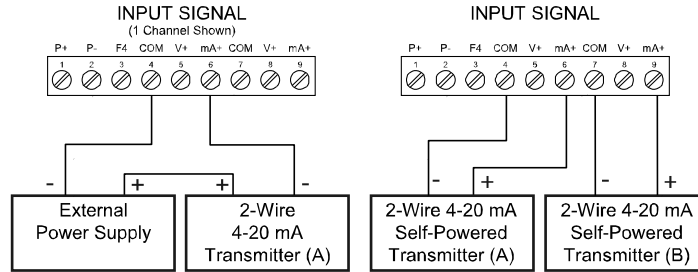 INPUT SIGNAL
(1 Channel Shown)
P+ P- F4 COM V+ mA+ COM V+ mA+
1 2 3 4 5 6 7 8 9
- + + -
External
Power Supply
2-Wire
4-20 mA
Transmitter (A)
INPUT SIGNAL
P+ P- F4 COM V+ mA+ COM V+ mA+
1 2 3 4 5 6 7 8 9
- + - +
2-Wire 4-20 mA
Self-Powered
Transmitter (A)
2-Wire 4-20 mA
Self-Powered
Transmitter (B)